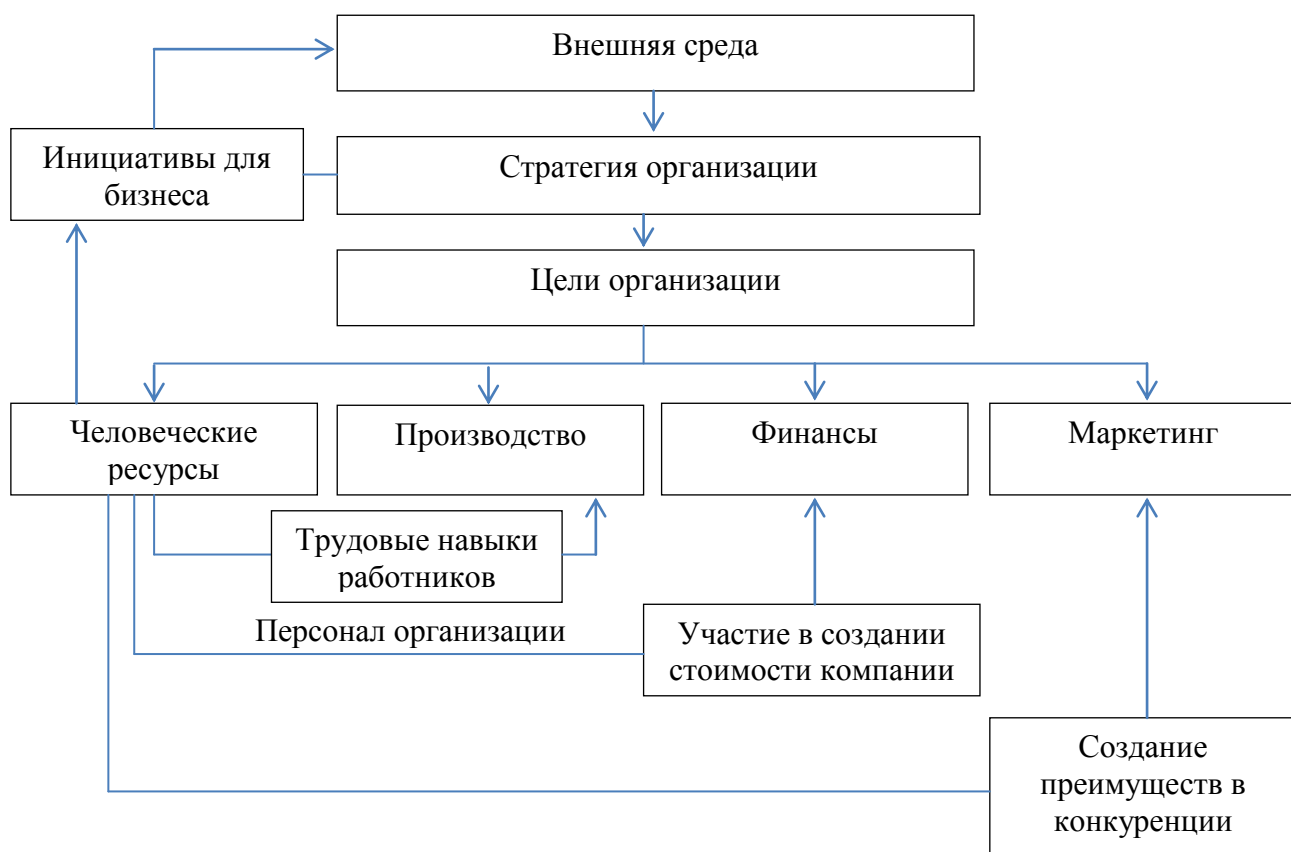 Внешняя среда
Инициативы для
бизнеса
Стратегия организации
Цели организации
Человеческие
ресурсы
Производство
Финансы
Маркетинг
Трудовые навыки
работников
Персонал организации
Участие в создании
стоимости компании
Создание
преимуществ в
конкуренции